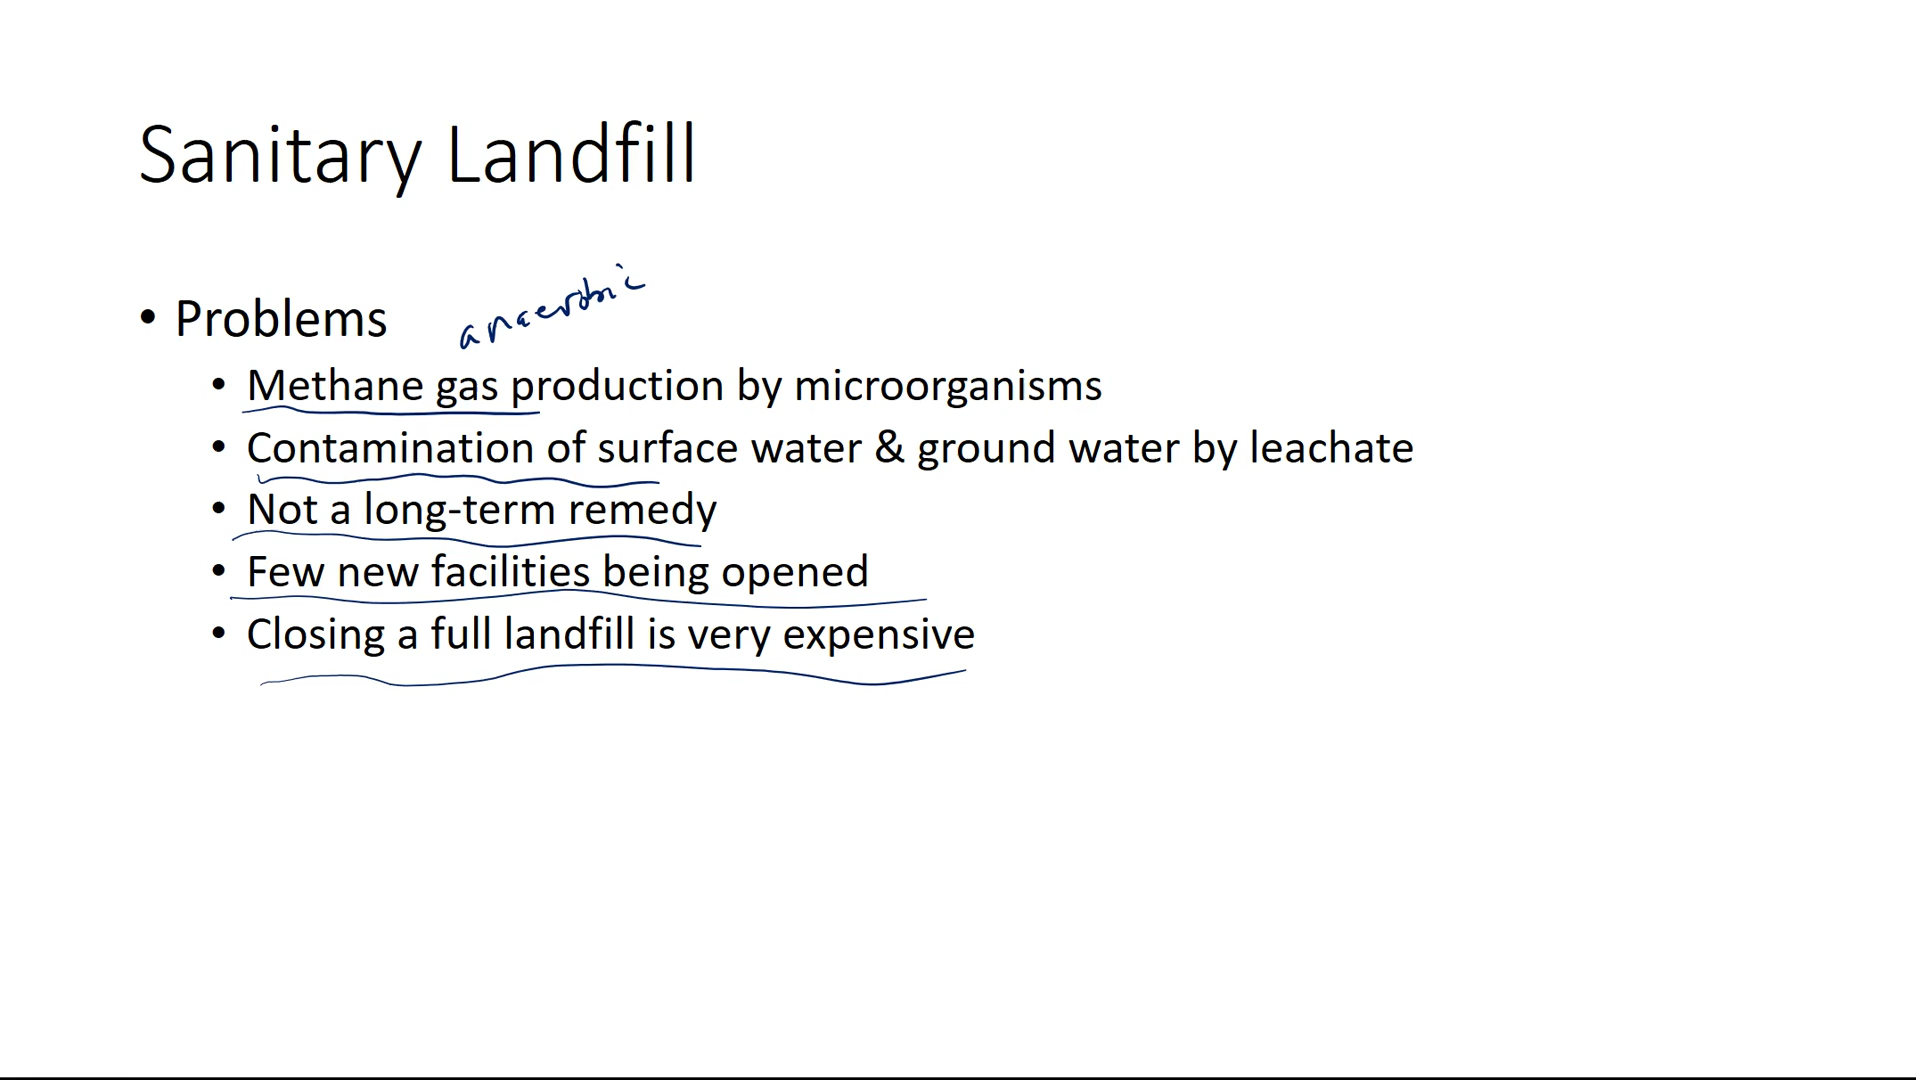 Sanitary Landfill
anaerobic
• Problems
• Methane gas production by microorganisms
• Contamination of surface water & ground water by leachate
• Not a long-term remedy
• Few new facilities being opened
• Closing a full landfill is very expensive